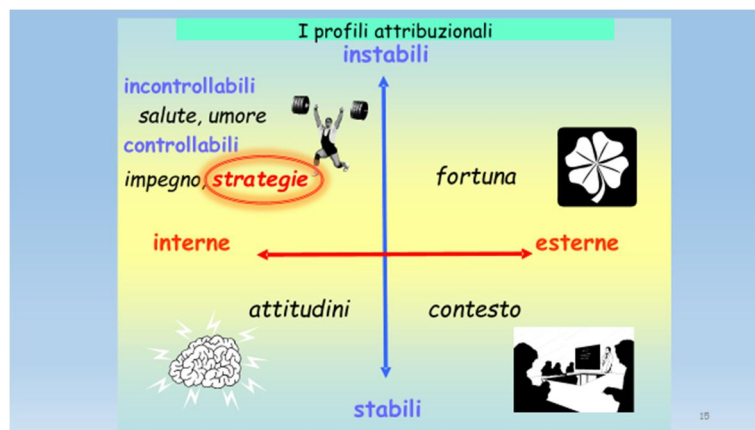 I profili attribuzionali
instabili
incontrollabili
salute, umore
controllabili
impegno, strategie
fortuna
interne
esterne
attitudini
contesto
stabili
15